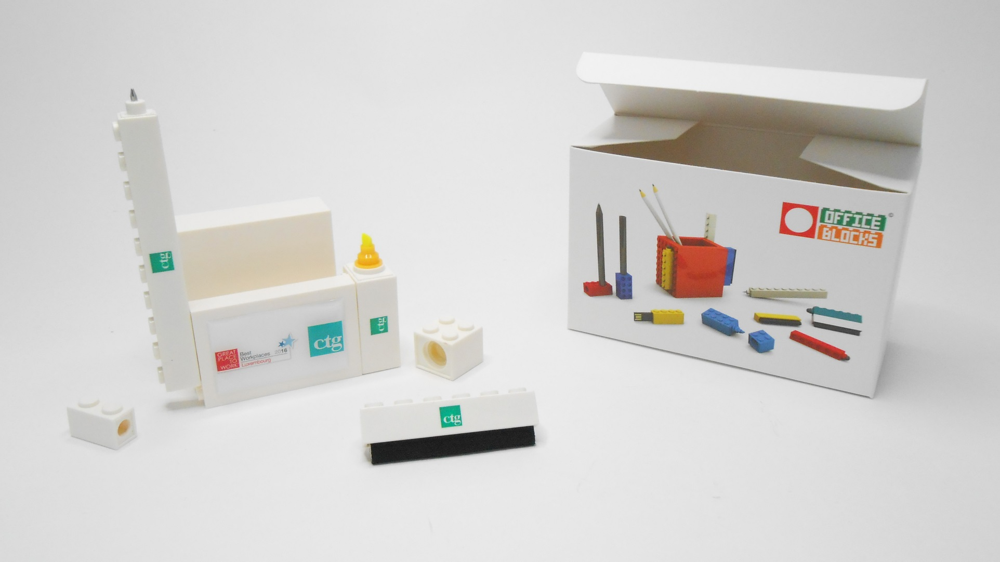 ctg
GREAT
PLACE
TO
WORK
Best
Workplaces 2016
Luxembourg
ctg
ctg
ctg
OFFICE ©
BLOCKS